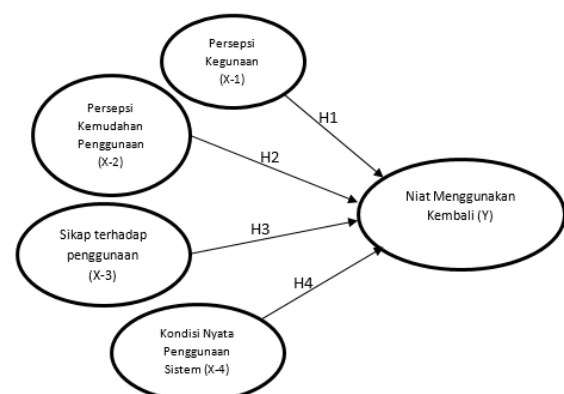 Persepsi
Kegunaan
(X-1)
H1
Persepsi
Kemudahan
Penggunaan
(X-2)
H2
Niat Menggunakan
Kembali (Y)
Sikap terhadap
penggunaan
(X-3)
H3
H4
Kondisi Nyata
Penggunaan
Sistem (X-4)